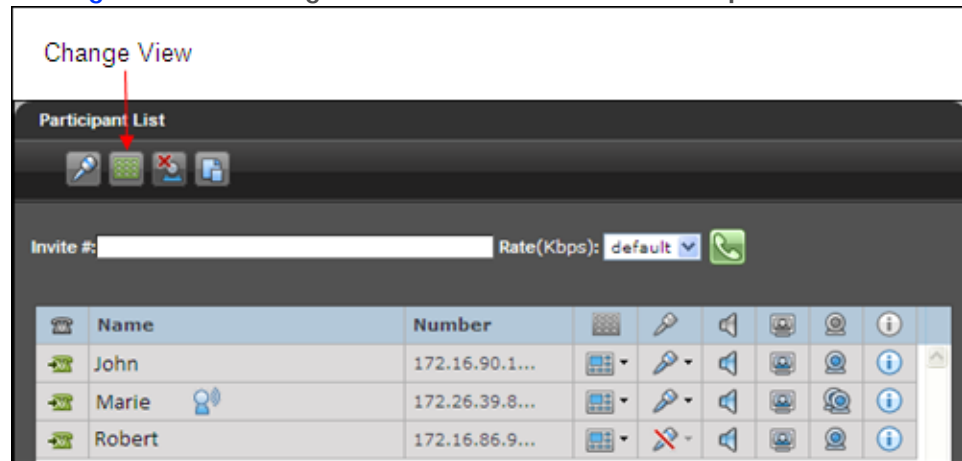 Change View
Participant List
Invite #: Rate(Kbps): default
Name Number
John 172.16.90.1...
Marie 172.26.39.8...
Robert 172.16.86.9...